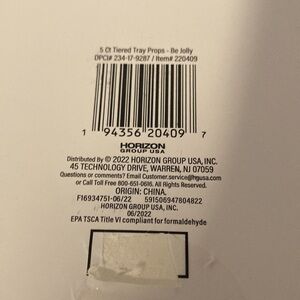 5 Ct Tiered Tray Props - Be Jolly
DPCI# 234-17-9287 / Item# 220409
1 94356 20409 7
HORIZON
GROUP USA
Distributed By © 2022 HORIZON GROUP USA, INC.
45 TECHNOLOGY DRIVE, WARREN, NJ 07059
Questions or comments? Email Customer.service@hgusa.com
or Call Toll Free 800-651-0616. All Rights Reserved.
ORIGIN: CHINA.
F16934751-06/22 591506947804822
HORIZON GROUP USA, INC.
06/2022
EPA TSCA Title VI compliant for formaldehyde